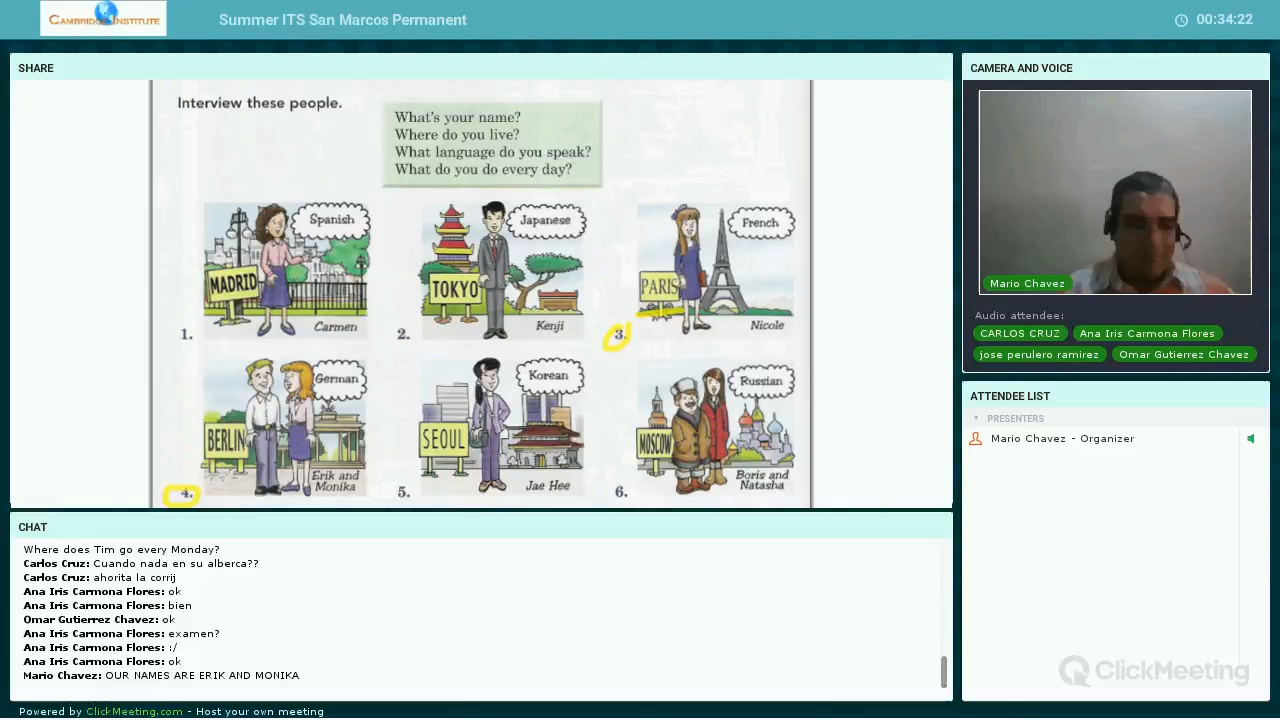 CAMBRIDGE INSTITUTE
Summer ITS San Marcos Permanent
00:34:22
SHARE
CAMERA AND VOICE
Interview these people.
What's your name?
Where do you live?
What language do you speak?
What do you do every day?
Spanish
Japanese
French
MADRID
TOKYO
PARIS
1.
Carmen
2.
Kenji
3.
Nicole
German
Korean
Russian
BERLIN
SEOUL
MOSCOW
4.
Erik and
Monika
5.
Jae Hee
6.
Boris and
Natasha
Mario Chavez
Audio attendee:
CARLOS CRUZ
Ana Iris Carmona Flores
jose perulero ramirez
Omar Gutierrez Chavez
ATTENDEE LIST
PRESENTERS
Mario Chavez - Organizer
CHAT
Where does Tim go every Monday?
Carlos Cruz: Cuando nada en su alberca??
Carlos Cruz: ahorita la corrij
Ana Iris Carmona Flores: ok
Ana Iris Carmona Flores: bien
Omar Gutierrez Chavez: ok
Ana Iris Carmona Flores: examen?
Ana Iris Carmona Flores: :/
Ana Iris Carmona Flores: ok
Mario Chavez: OUR NAMES ARE ERIK AND MONIKA
ClickMeeting
Powered by ClickMeeting.com - Host your own meeting